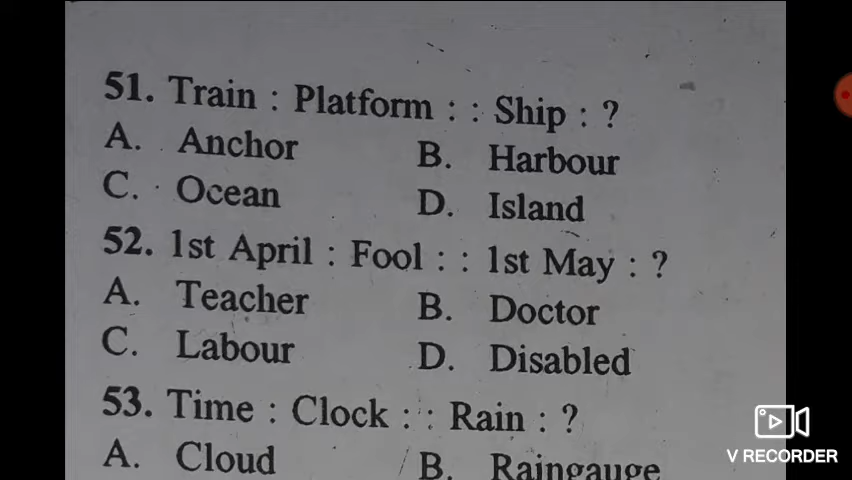 51. Train : Platform : : Ship : ?
A. Anchor B. Harbour
C. Ocean D. Island
52. 1st April : Fool : : 1st May : ?
A. Teacher B. Doctor
C. Labour D. Disabled
53. Time : Clock : : Rain : ?
A. Cloud B. Raingauge
V RECORDER